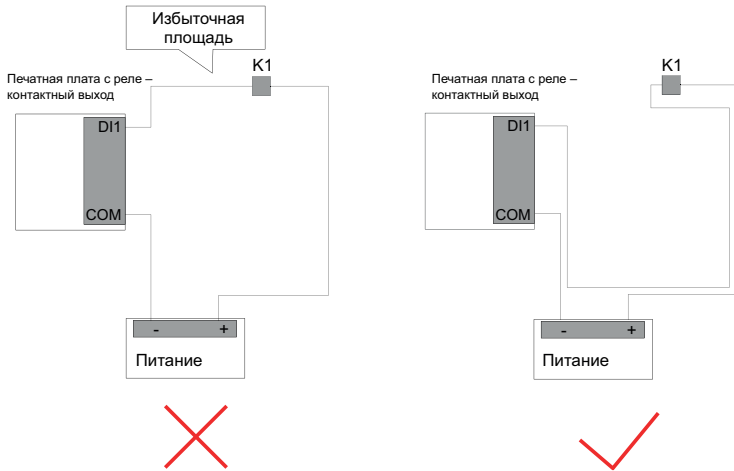 Избыточная
площадь
K1
Печатная плата с реле –
контактный выход
DI1
COM
- +
Питание
K1
Печатная плата с реле –
контактный выход
DI1
COM
- +
Питание